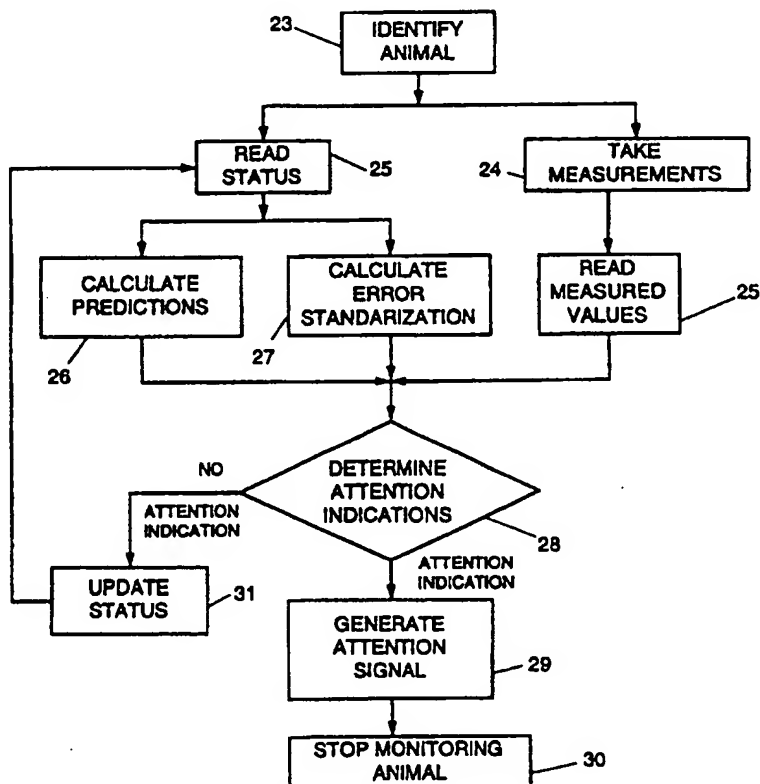 23
IDENTIFY
ANIMAL
READ
STATUS
25
24
TAKE
MEASUREMENTS
CALCULATE
PREDICTIONS
26
CALCULATE
ERROR
STANDARIZATION
27
READ
MEASURED
VALUES
25
DETERMINE
ATTENTION
INDICATIONS
28
NO
ATTENTION
INDICATION
UPDATE
STATUS
31
ATTENTION
INDICATION
GENERATE
ATTENTION
SIGNAL
29
STOP MONITORING
ANIMAL
30